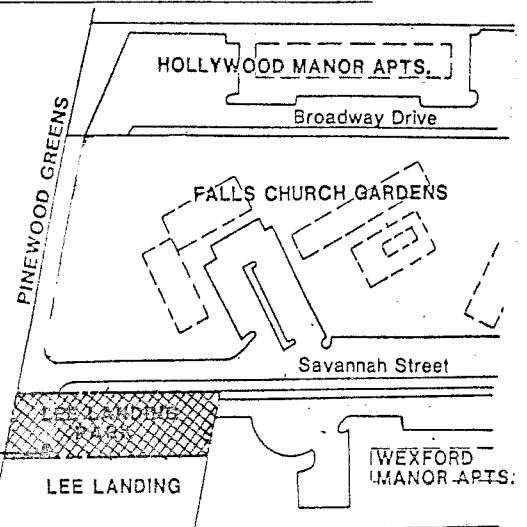 HOLLYWOOD MANOR APTS.
Broadway Drive
PINEWOOD GREENS
FALLS CHURCH GARDENS
Savannah Street
LEE LANDING
PARK
WEXFORD
MANOR APTS.
LEE LANDING